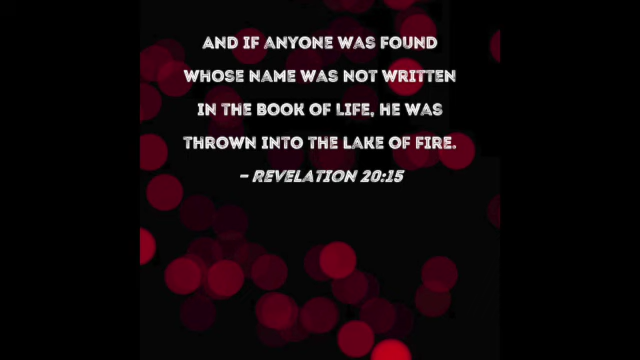 AND IF ANYONE WAS FOUND
WHOSE NAME WAS NOT WRITTEN
IN THE BOOK OF LIFE, HE WAS
THROWN INTO THE LAKE OF FIRE.
- REVELATION 20:15